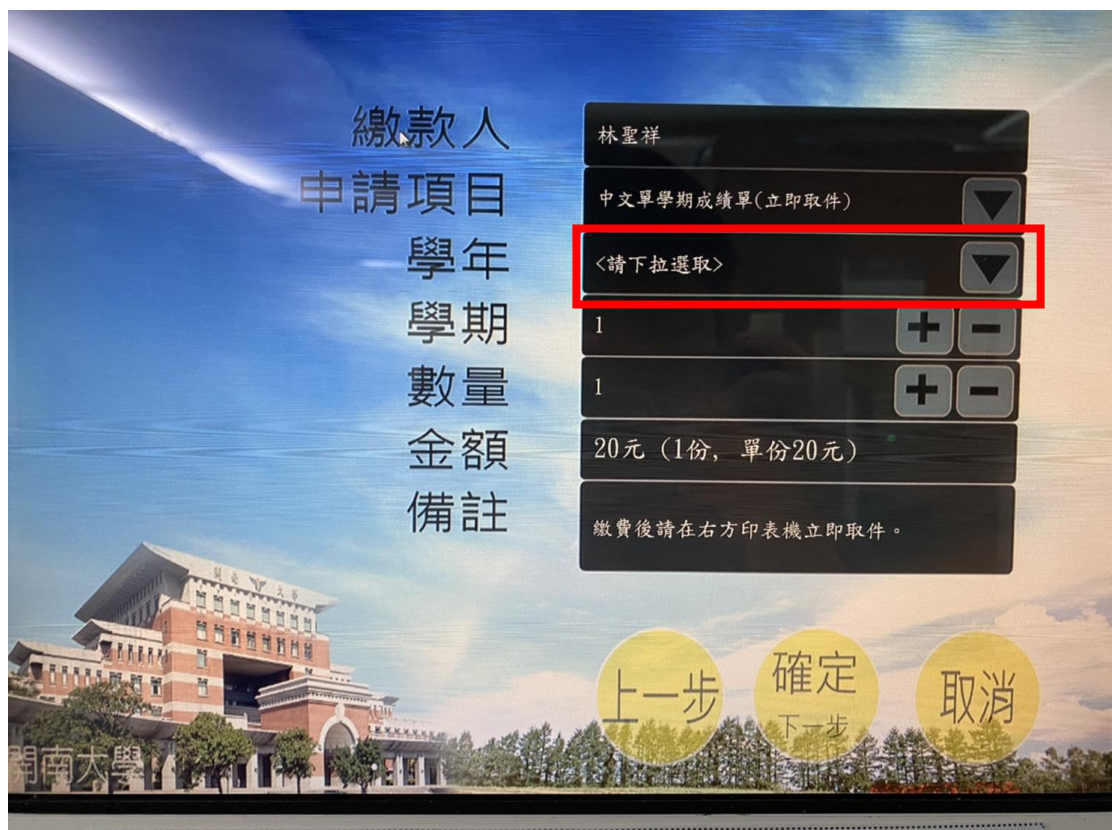 繳款人
林聖祥
申請項目
中文單學期成績單(立即取件)
學年
<請下拉選取>
學期
1
數量
1
金額
20元 (1份, 單份20元)
備註
繳費後請在右方印表機立即取件。
上一步
確定
下一步
取消
開南大學